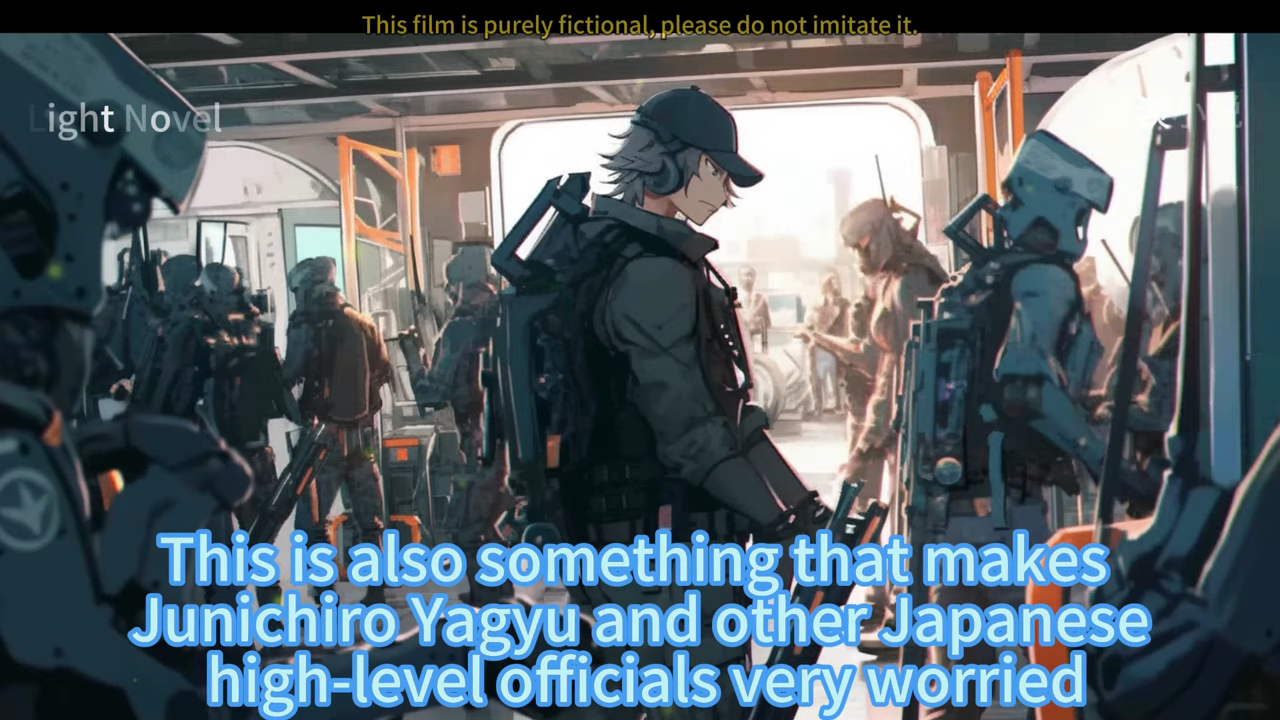 This film is purely fictional, please do not imitate it.
Light Novel
This is also something that makes
Junichiro Yagyu and other Japanese
high-level officials very worried